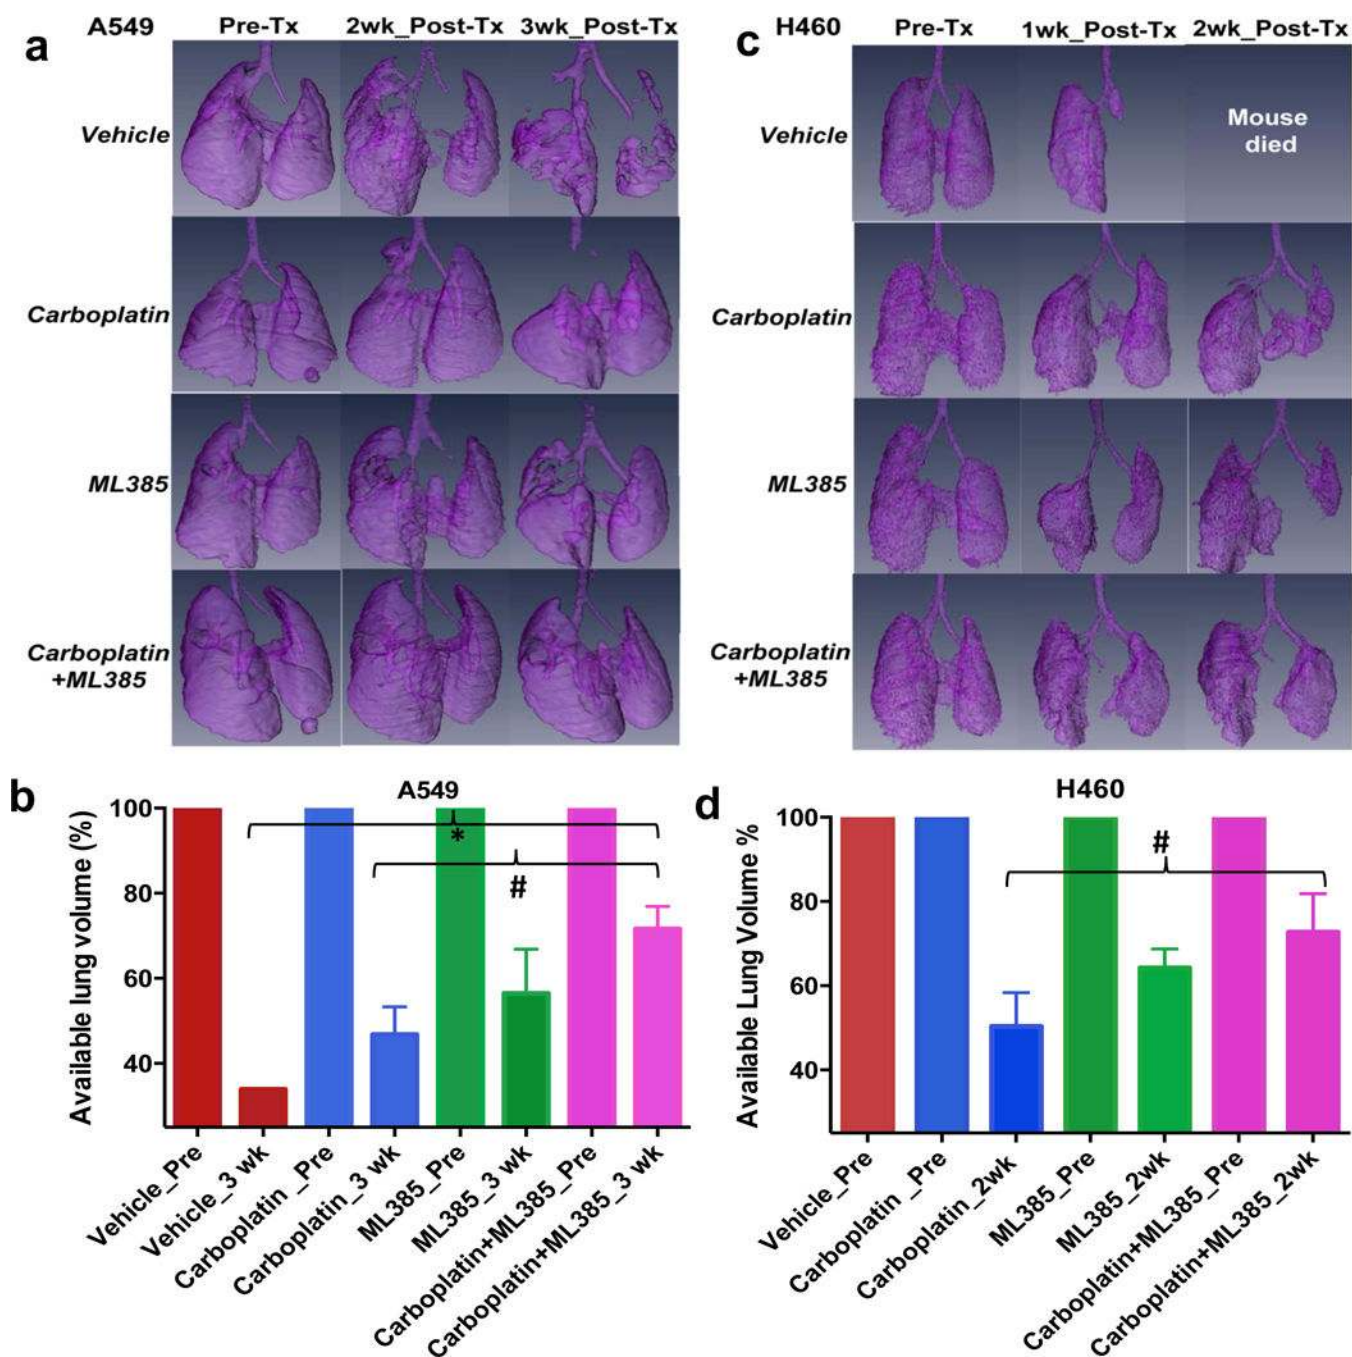 a
A549
Pre-Tx
2wk_Post-Tx
3wk_Post-Tx
Vehicle
Carboplatin
ML385
Carboplatin
+ML385
c
H460
Pre-Tx
1wk_Post-Tx
2wk_Post-Tx
Vehicle
Mouse
died
Carboplatin
ML385
Carboplatin
+ML385
b
A549
Available lung volume (%)
100
80
60
40
*
#
Vehicle_Pre
Vehicle_3 wk
Carboplatin _Pre
Carboplatin_3 wk
ML385_Pre
ML385_3 wk
Carboplatin+ML385_Pre
Carboplatin+ML385_3 wk
d
H460
Available Lung Volume %
100
80
60
40
#
Vehicle_Pre
Carboplatin _Pre
Carboplatin_2wk
ML385_Pre
ML385_2wk
Carboplatin+ML385_Pre
Carboplatin+ML385_2wk